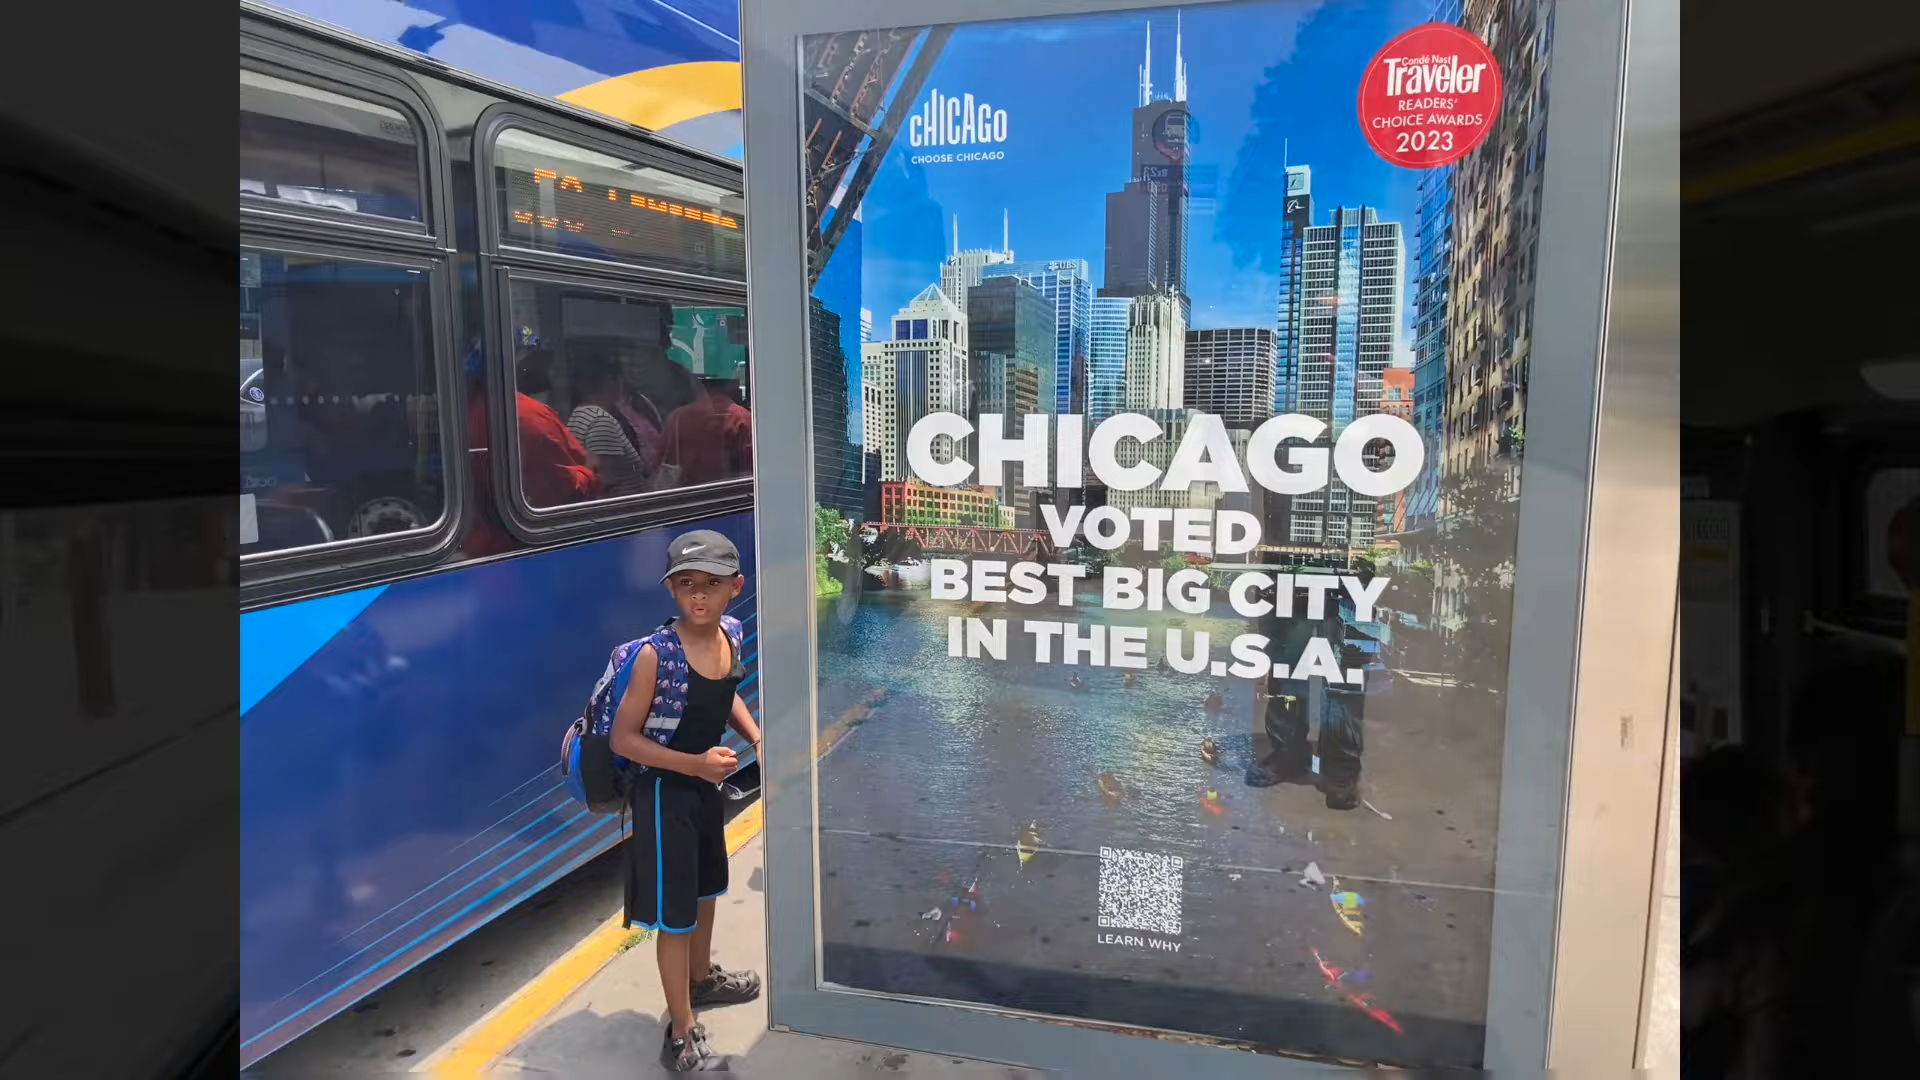 CHICAGO
CHOOSE CHICAGO
Condé Nast
Traveler
READERS'
CHOICE AWARDS
2023
UBS
CHICAGO
VOTED
BEST BIG CITY
IN THE U.S.A.
LEARN WHY